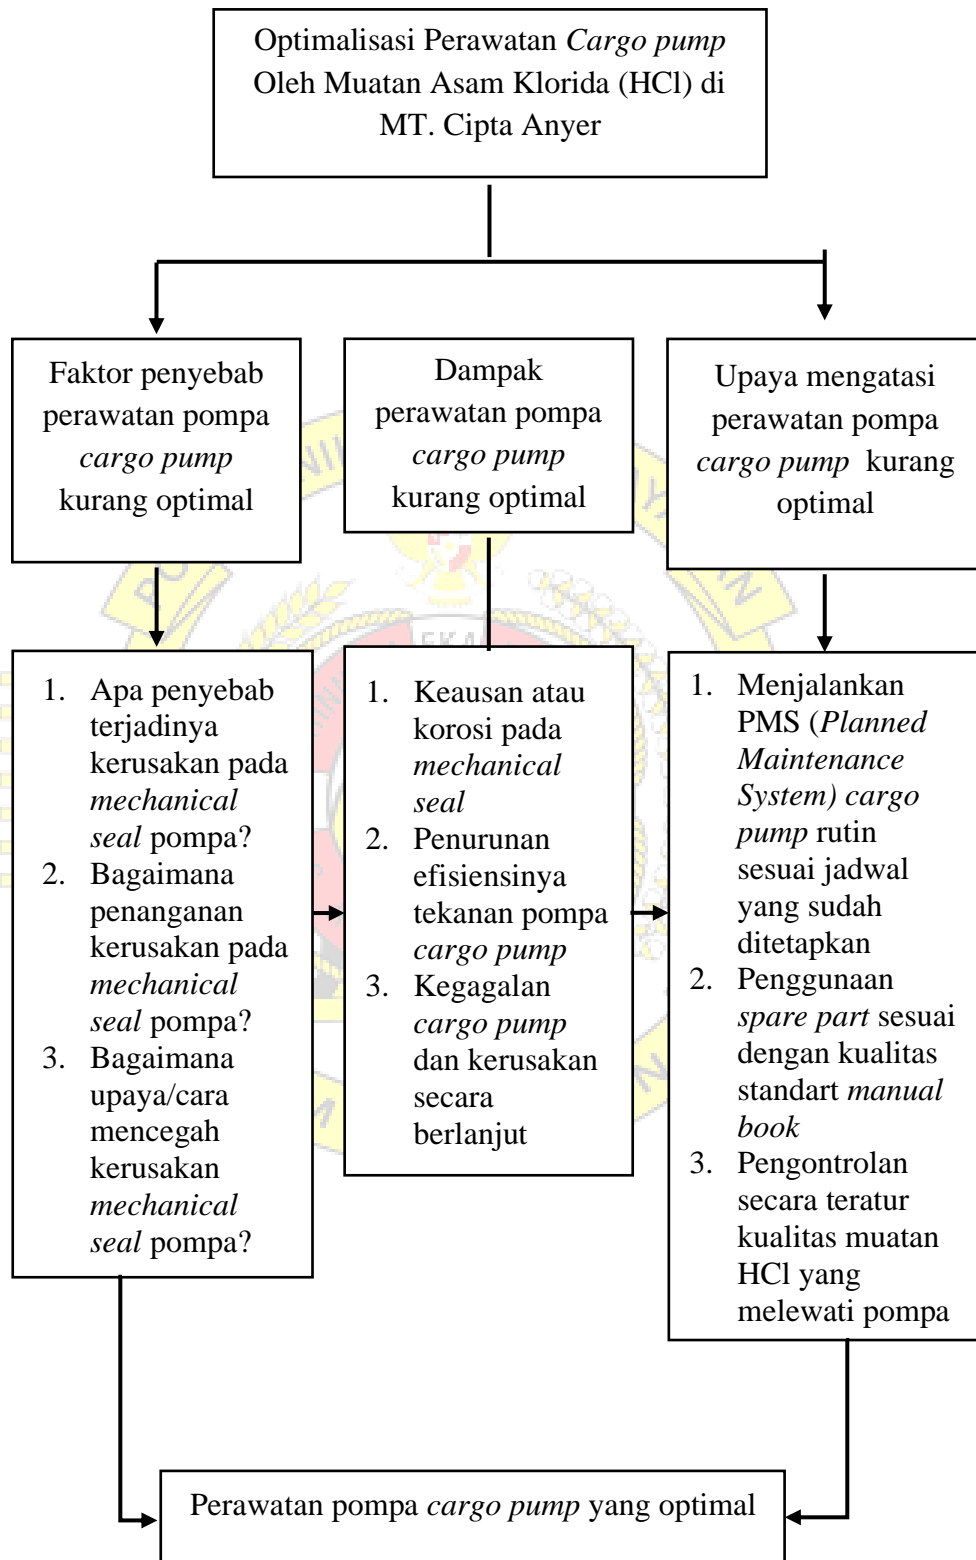 Optimalisasi Perawatan Cargo pump
Oleh Muatan Asam Klorida (HCl) di
MT. Cipta Anyer
Faktor penyebab
perawatan pompa
cargo pump
kurang optimal
Dampak
perawatan pompa
cargo pump
kurang optimal
Upaya mengatasi
perawatan pompa
cargo pump kurang
optimal
1. Apa penyebab
terjadinya
kerusakan pada
mechanical
seal pompa?
2. Bagaimana
penanganan
kerusakan pada
mechanical
seal pompa?
3. Bagaimana
upaya/cara
mencegah
kerusakan
mechanical
seal pompa?
1. Keausan atau
korosi pada
mechanical
seal
2. Penurunan
efisiensinya
tekanan pompa
cargo pump
3. Kegagalan
cargo pump
dan kerusakan
secara
berlanjut
1. Menjalankan
PMS (Planned
Maintenance
System) cargo
pump rutin
sesuai jadwal
yang sudah
ditetapkan
2. Penggunaan
spare part sesuai
dengan kualitas
standart manual
book
3. Pengontrolan
secara teratur
kualitas muatan
HCl yang
melewati pompa
Perawatan pompa cargo pump yang optimal